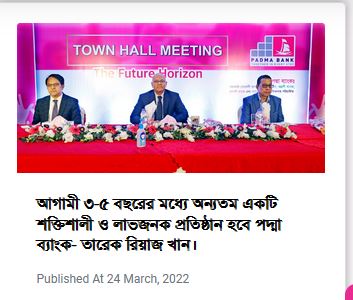 TOWN HALL MEETING
PADMA BANK
The Future Horizon
আগামী ৩-৫ বছরের মধ্যে অন্যতম একটি
শক্তিশালী ও লাভজনক প্রতিষ্ঠান হবে পদ্মা
ব্যাংক- তারেক রিয়াজ খান।
Published At 24 March, 2022